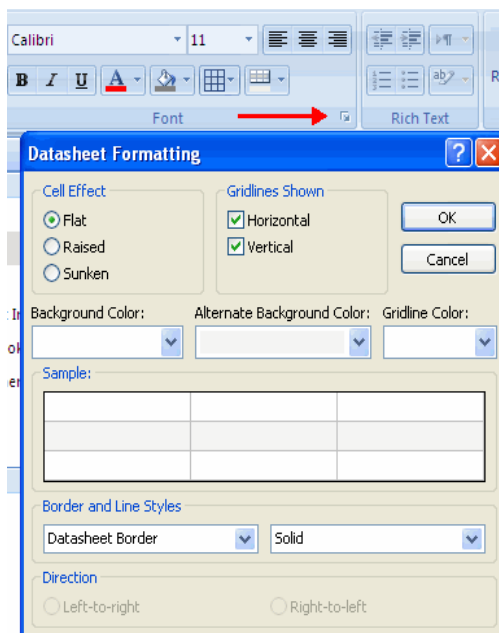 Calibri 11
B I U A ab
R
Font Rich Text
Datasheet Formatting ?
Cell Effect Gridlines Shown
Flat Horizontal OK
Raised Vertical
Sunken Cancel
Background Color: Alternate Background Color: Gridline Color:
Sample:
Border and Line Styles
Datasheet Border Solid
Direction
Left-to-right Right-to-left